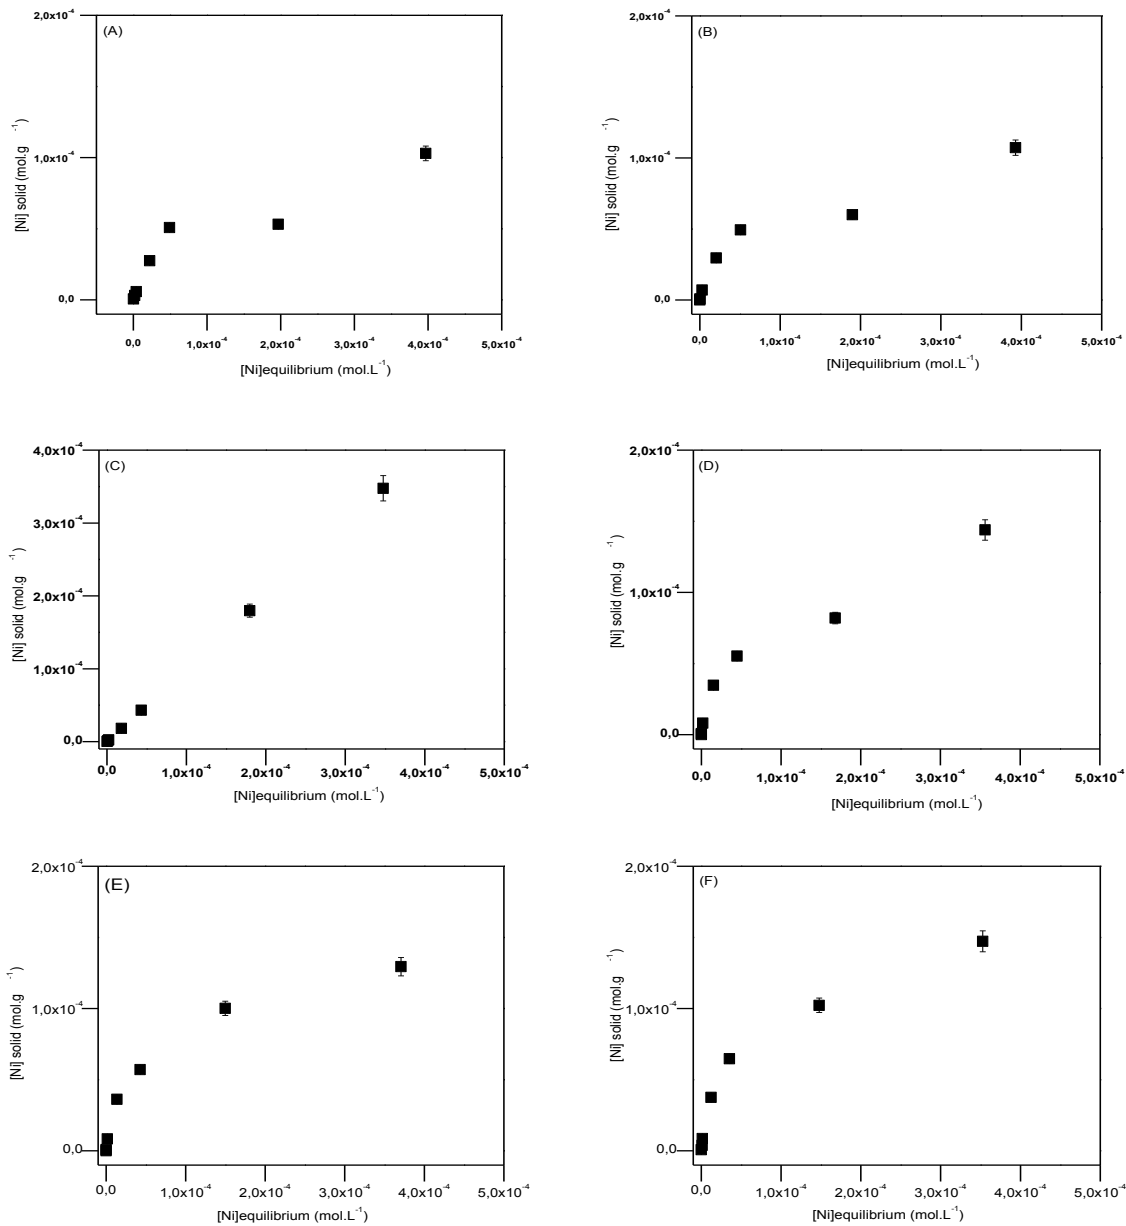 (A)
2,0x10⁻⁴
1,0x10⁻⁴
0,0
[Ni] solid (mol.g ⁻¹)
0,0 1,0x10⁻⁴ 2,0x10⁻⁴ 3,0x10⁻⁴ 4,0x10⁻⁴ 5,0x10⁻⁴
[Ni]equilibrium (mol.L⁻¹)
(B)
2,0x10⁻⁴
1,0x10⁻⁴
0,0
[Ni] solid (mol.g ⁻¹)
0,0 1,0x10⁻⁴ 2,0x10⁻⁴ 3,0x10⁻⁴ 4,0x10⁻⁴ 5,0x10⁻⁴
[Ni]equilibrium (mol.L⁻¹)
(C)
4,0x10⁻⁴
3,0x10⁻⁴
2,0x10⁻⁴
1,0x10⁻⁴
0,0
[Ni] solid (mol.g ⁻¹)
0,0 1,0x10⁻⁴ 2,0x10⁻⁴ 3,0x10⁻⁴ 4,0x10⁻⁴ 5,0x10⁻⁴
[Ni]equilibrium (mol.L⁻¹)
(D)
2,0x10⁻⁴
1,0x10⁻⁴
0,0
[Ni] solid (mol.g ⁻¹)
0,0 1,0x10⁻⁴ 2,0x10⁻⁴ 3,0x10⁻⁴ 4,0x10⁻⁴ 5,0x10⁻⁴
[Ni]equilibrium (mol.L⁻¹)
(E)
2,0x10⁻⁴
1,0x10⁻⁴
0,0
[Ni] solid (mol.g ⁻¹)
0,0 1,0x10⁻⁴ 2,0x10⁻⁴ 3,0x10⁻⁴ 4,0x10⁻⁴ 5,0x10⁻⁴
[Ni]equilibrium (mol.L⁻¹)
(F)
2,0x10⁻⁴
1,0x10⁻⁴
0,0
[Ni] solid (mol.g ⁻¹)
0,0 1,0x10⁻⁴ 2,0x10⁻⁴ 3,0x10⁻⁴ 4,0x10⁻⁴ 5,0x10⁻⁴
[Ni]equilibrium (mol.L⁻¹)